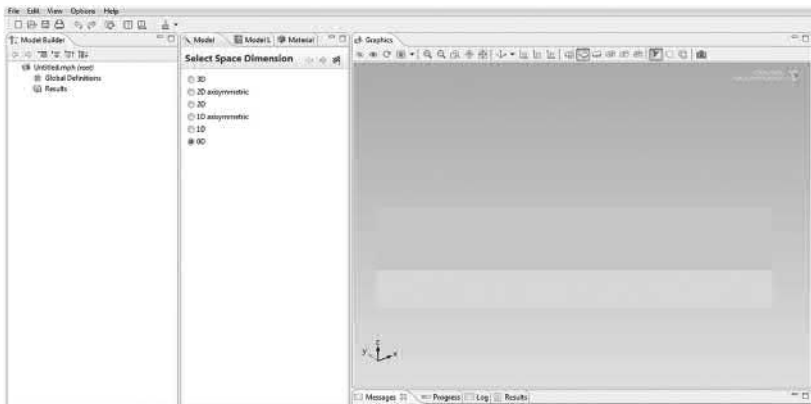 File Edit View Options Help
Model Builder
Untitled.mph (root)
Global Definitions
Results
Model
Model L
Material
Select Space Dimension
3D
2D axisymmetric
2D
1D axisymmetric
1D
0D
Graphics
y
z
x
Messages
Progress
Log
Results